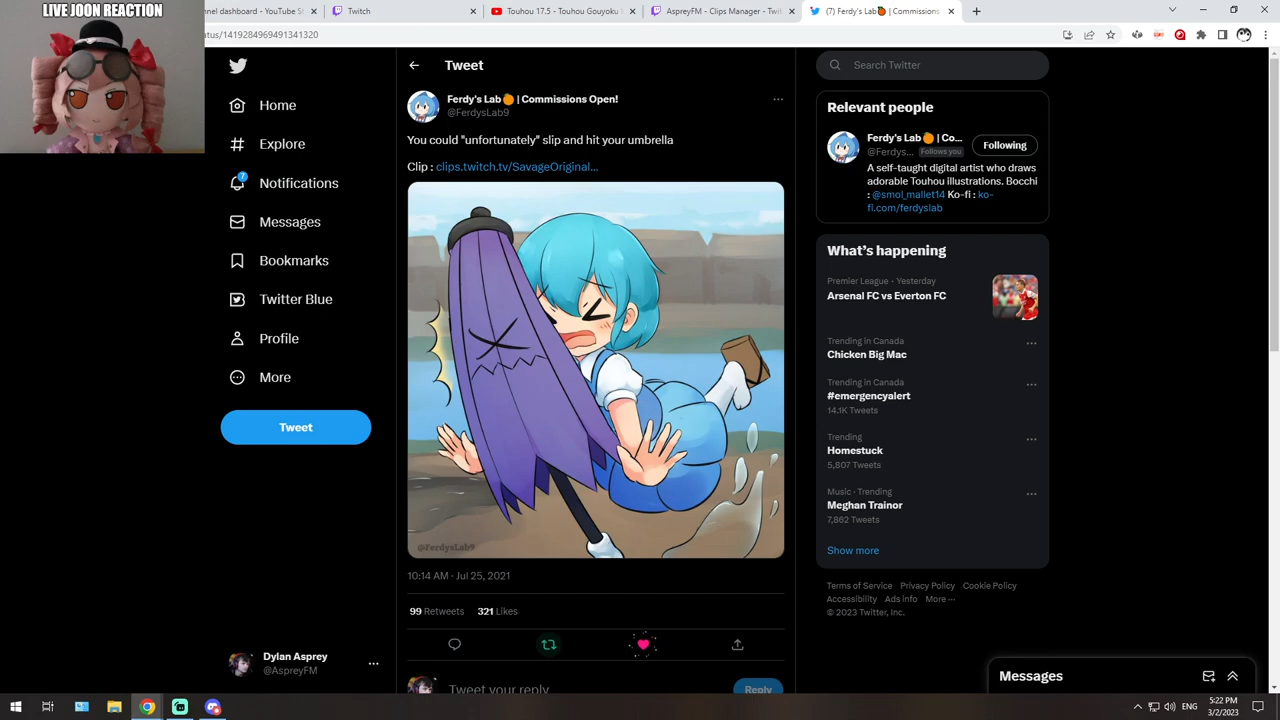 LIVE JOON REACTION
nnel dashboard - YouTube St
Twitch
Touhou 17.5 - Touhou Gouyoku I
AspreyFM - Clips Manager - Twit
(7) Ferdy's Lab🍊 | Commissions
tatus/1419284969491341320
Tweet
Search Twitter
Home
Explore
7
Notifications
Messages
Bookmarks
Twitter Blue
Profile
More
Tweet
Dylan Asprey
@AspreyFM
Ferdy's Lab🍊 | Commissions Open!
@FerdysLab9
You could "unfortunately" slip and hit your umbrella
Clip : clips.twitch.tv/SavageOriginal...
@FerdysLab9
10:14 AM · Jul 25, 2021
99 Retweets 321 Likes
Tweet your reply
Reply
Relevant people
Ferdy's Lab🍊 | Co...
@Ferdys... Follows you
Following
A self-taught digital artist who draws
adorable Touhou illustrations. Bocchi
: @smol_mallet14 Ko-fi : ko-
fi.com/ferdyslab
What's happening
Premier League · Yesterday
Arsenal FC vs Everton FC
Trending in Canada
Chicken Big Mac
Trending in Canada
#emergencyalert
14.1K Tweets
Trending
Homestuck
5,807 Tweets
Music · Trending
Meghan Trainor
7,862 Tweets
Show more
Terms of Service Privacy Policy Cookie Policy
Accessibility Ads info More ···
© 2023 Twitter, Inc.
Messages
ENG
5:22 PM
3/2/2023